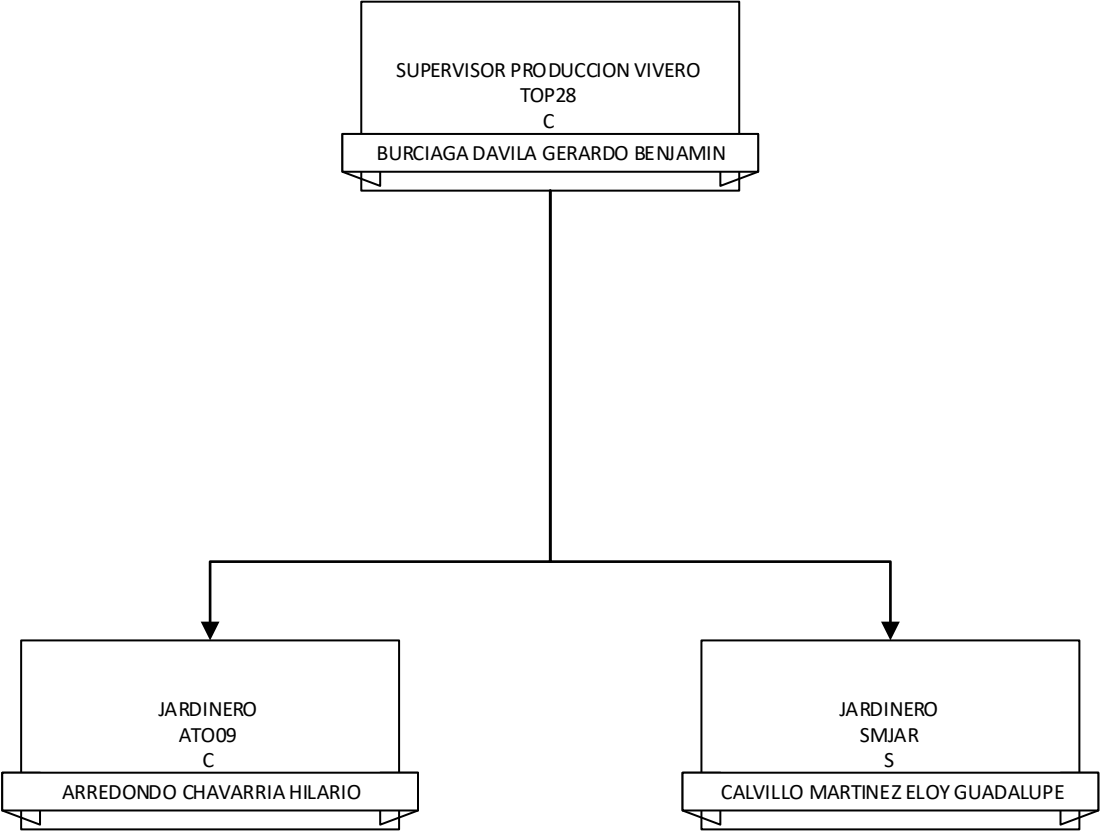 SUPERVISOR PRODUCCION VIVERO
TOP28
C
BURCIAGA DAVILA GERARDO BENJAMIN
JARDINERO
ATO09
C
ARREDONDO CHAVARRIA HILARIO
JARDINERO
SMJAR
S
CALVILLO MARTINEZ ELOY GUADALUPE